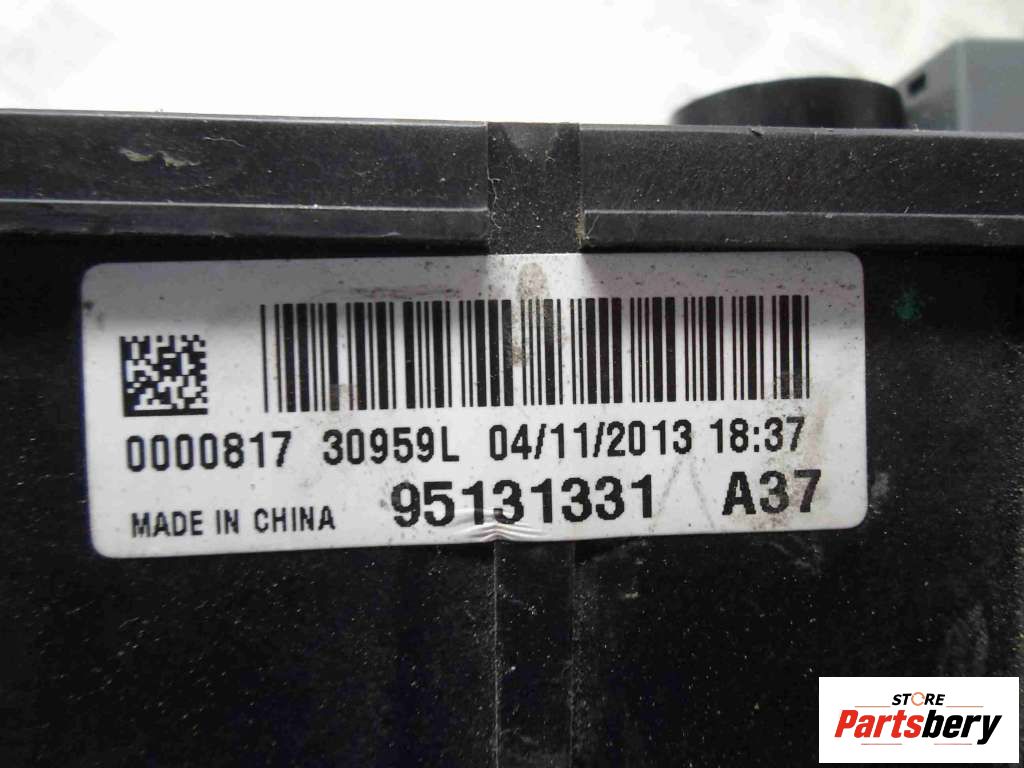 0000817 30959L 04/11/2013 18:37
MADE IN CHINA 95131331 A37
STORE
Partsbery